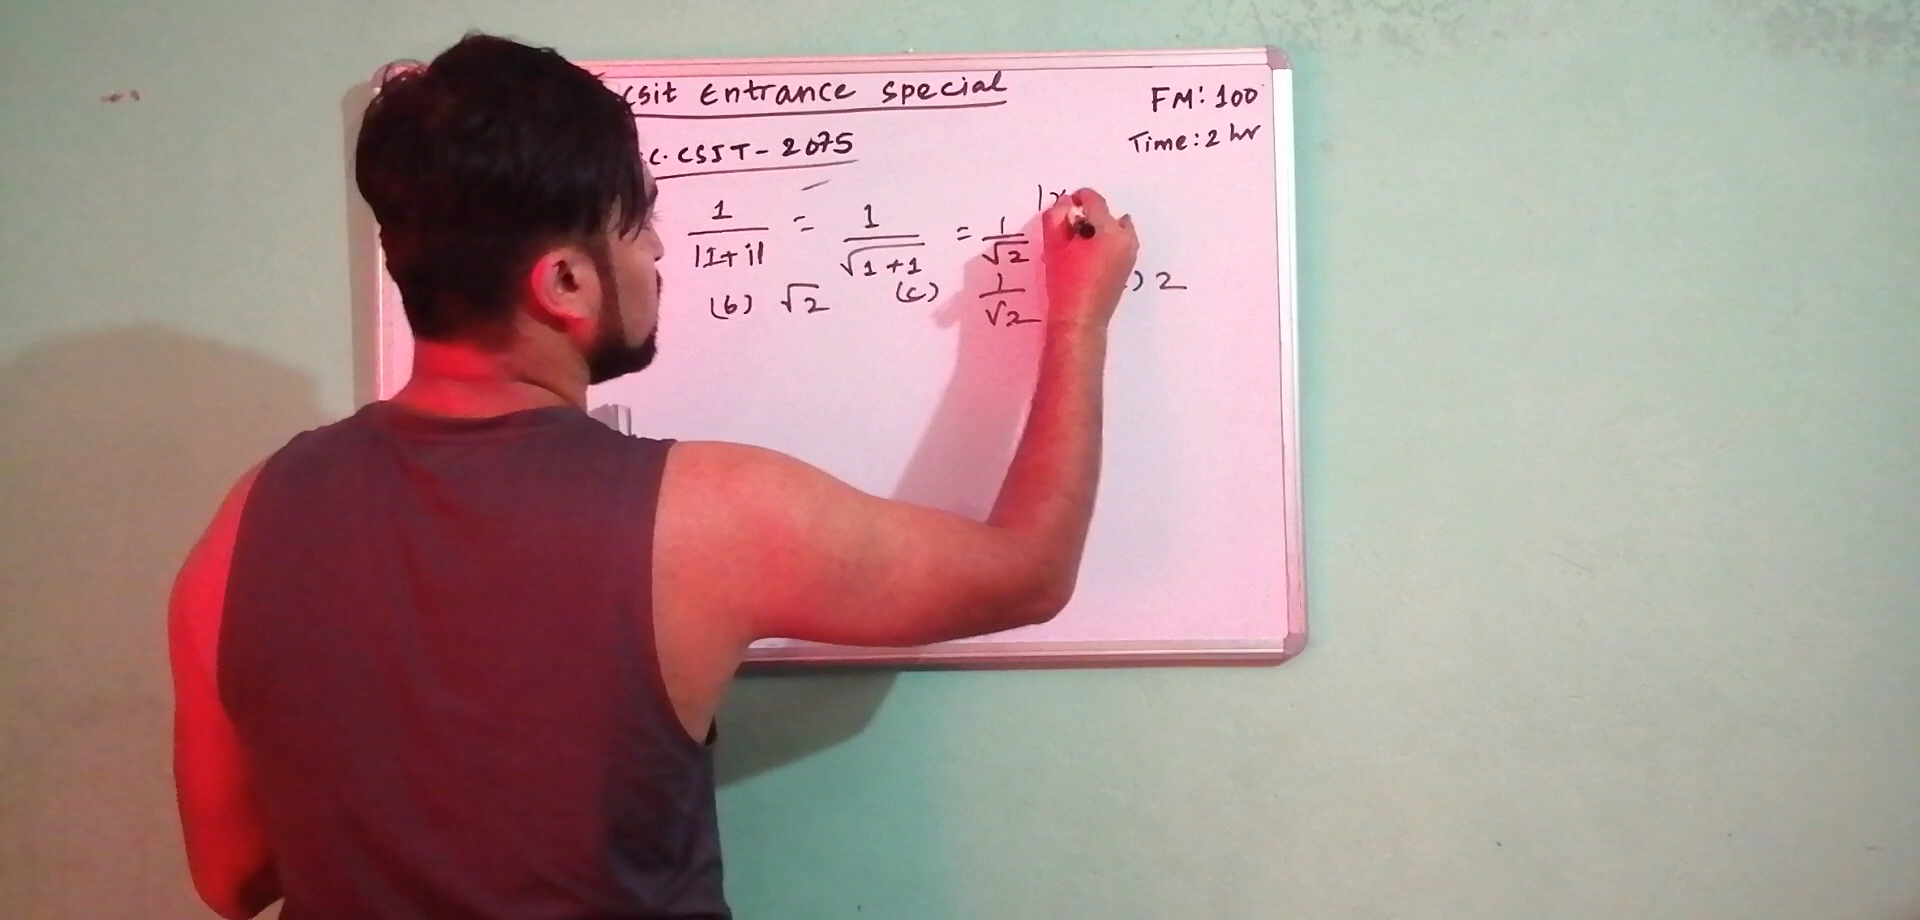 csit Entrance special
FM: 100
Time: 2 hr
c. CSIT - 2075
1/|1+i| = 1/√1+1 = 1/√2 |x
(b) √2 (c) 1/√2 ) 2